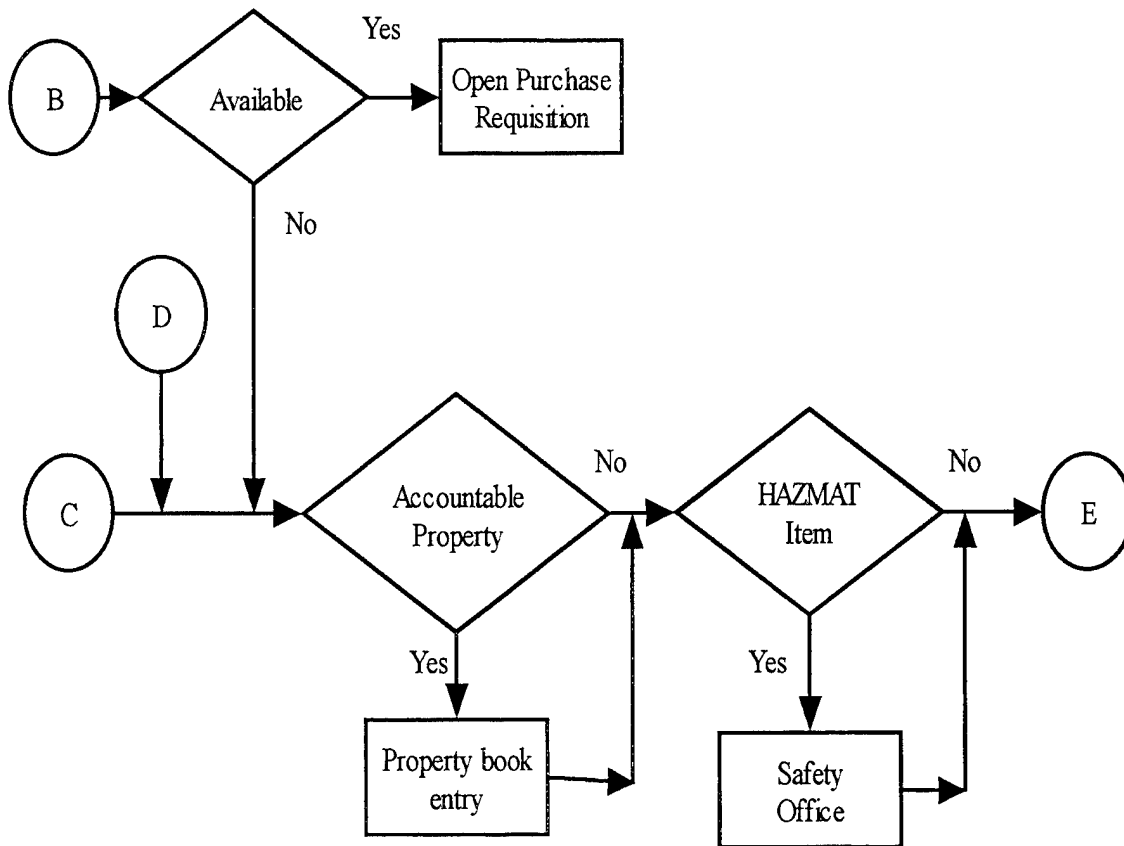 Yes
B
Available
Open Purchase
Requisition
No
D
C
Accountable
Property
No
HAZMAT
Item
No
E
Yes
Property book
entry
Yes
Safety
Office